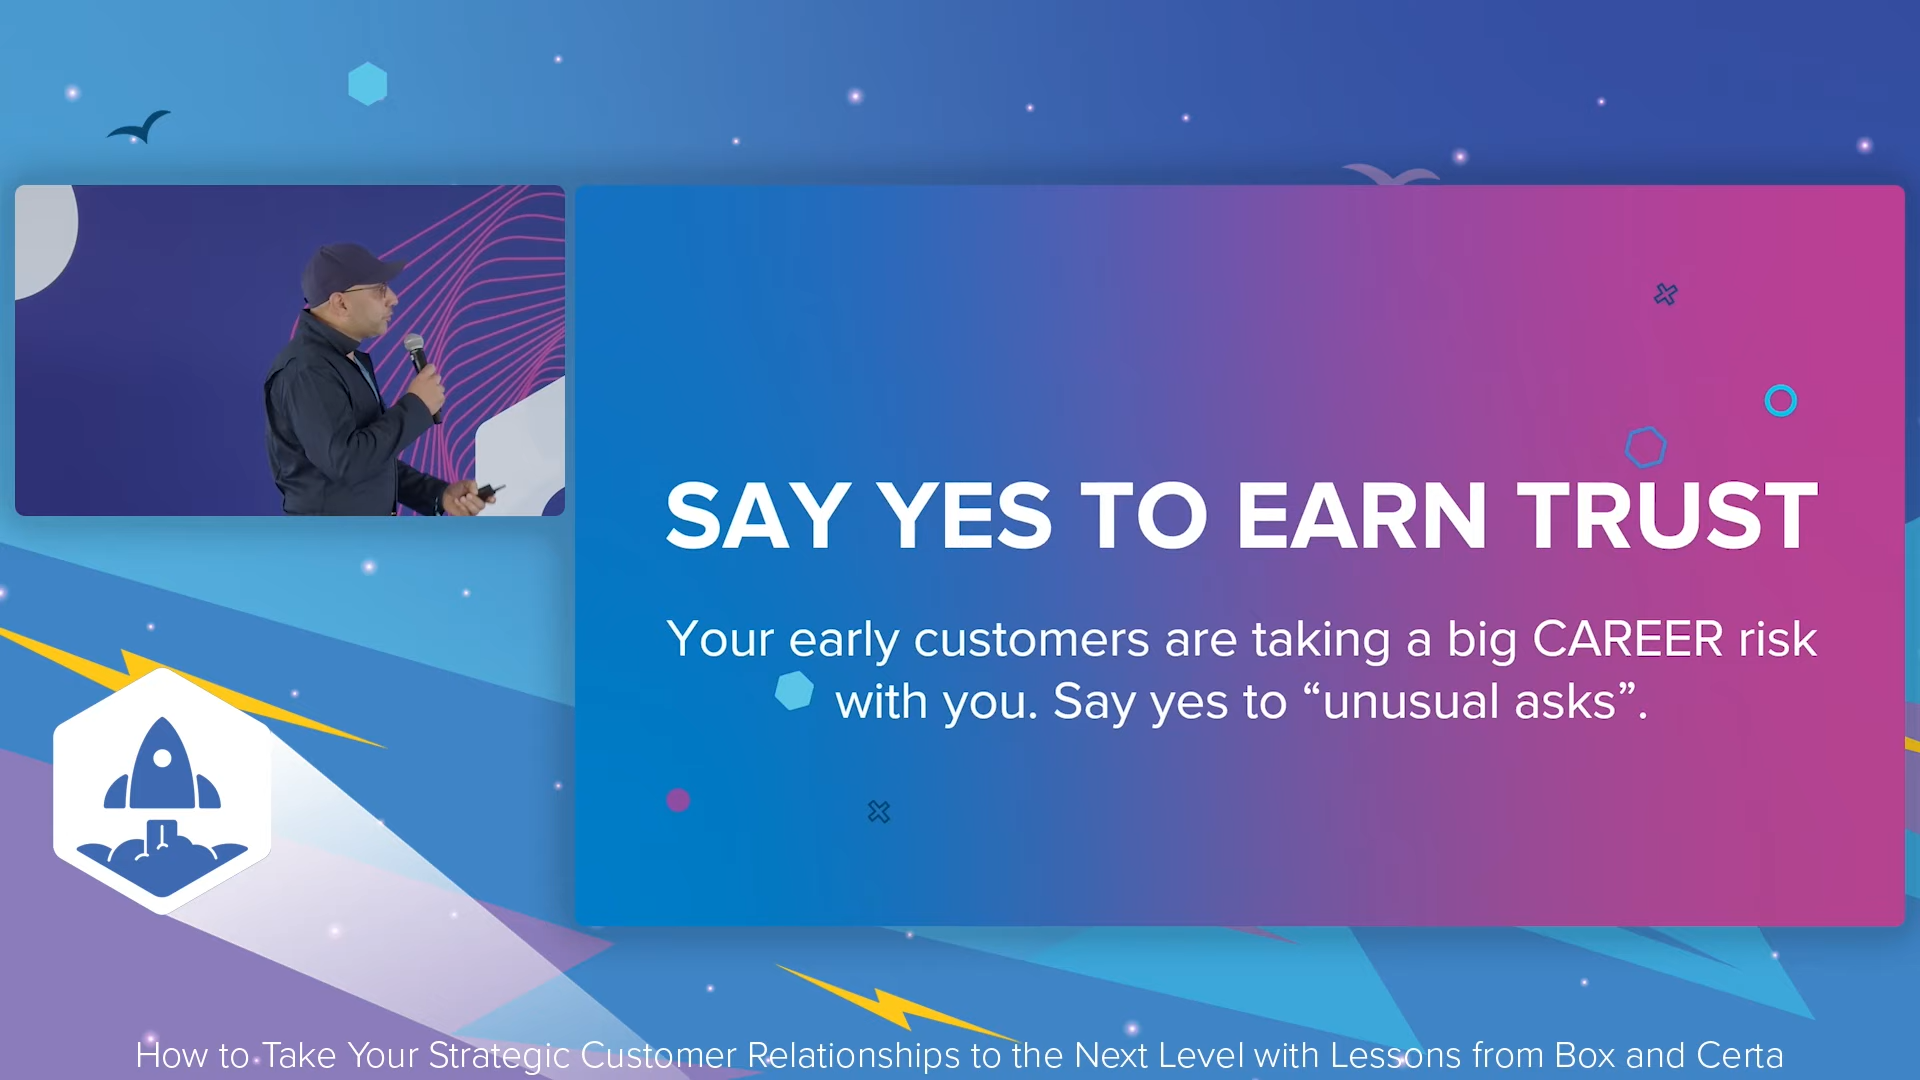 SAY YES TO EARN TRUST
Your early customers are taking a big CAREER risk
with you. Say yes to “unusual asks”.
How to Take Your Strategic Customer Relationships to the Next Level with Lessons from Box and Certa